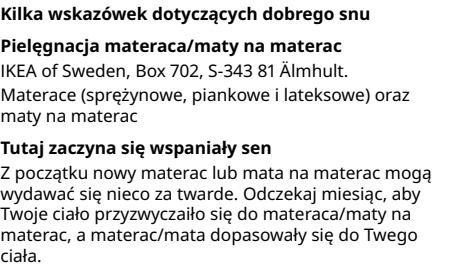 Kilka wskazówek dotyczących dobrego snu
Pielęgnacja materaca/maty na materac
IKEA of Sweden, Box 702, S-343 81 Älmhult.
Materace (sprężynowe, piankowe i lateksowe) oraz
maty na materac
Tutaj zaczyna się wspaniały sen
Z początku nowy materac lub mata na materac mogą
wydawać się nieco za twarde. Odczekaj miesiąc, aby
Twoje ciało przyzwyczaiło się do materaca/maty na
materac, a materac/mata dopasowały się do Twego
ciała.